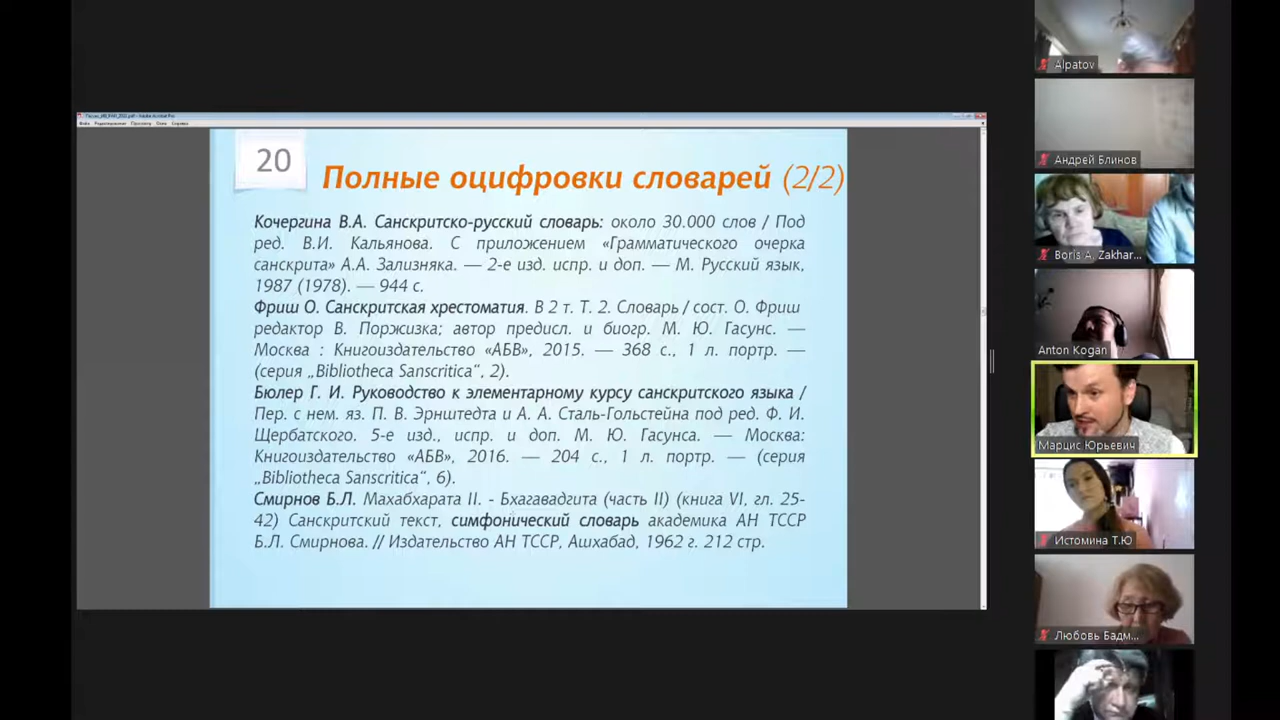 Файл Редактирование Просмотр Окно Справка
20
Полные оцифровки словарей (2/2)
Кочергина В.А. Санскритско-русский словарь: около 30.000 слов / Под
ред. В.И. Кальянова. С приложением «Грамматического очерка
санскрита» А.А. Зализняка. — 2-е изд. испр. и доп. — М. Русский язык,
1987 (1978). — 944 с.
Фриш О. Санскритская хрестоматия. В 2 т. Т. 2. Словарь / сост. О. Фриш
редактор В. Поржизка; автор предисл. и биогр. М. Ю. Гасунс. —
Москва : Книгоиздательство «АБВ», 2015. — 368 с., 1 л. портр. —
(серия „Bibliotheca Sanscritica“, 2).
Бюлер Г. И. Руководство к элементарному курсу санскритского языка /
Пер. с нем. яз. П. В. Эрнштедта и А. А. Сталь-Гольстейна под ред. Ф. И.
Щербатского. 5-е изд., испр. и доп. М. Ю. Гасунса. — Москва:
Книгоиздательство «АБВ», 2016. — 204 с., 1 л. портр. — (серия
„Bibliotheca Sanscritica“, 6).
Смирнов Б.Л. Махабхарата II. - Бхагавадгита (часть II) (книга VI, гл. 25-
42) Санскритский текст, симфонический словарь академика АН ТССР
Б.Л. Смирнова. // Издательство АН ТССР, Ашхабад, 1962 г. 212 стр.
Alpatov
Андрей Блинов
Boris A. Zakhar...
Anton Kogan
Марцис Юрьевич
Истомина Т.Ю
Любовь Бадм...